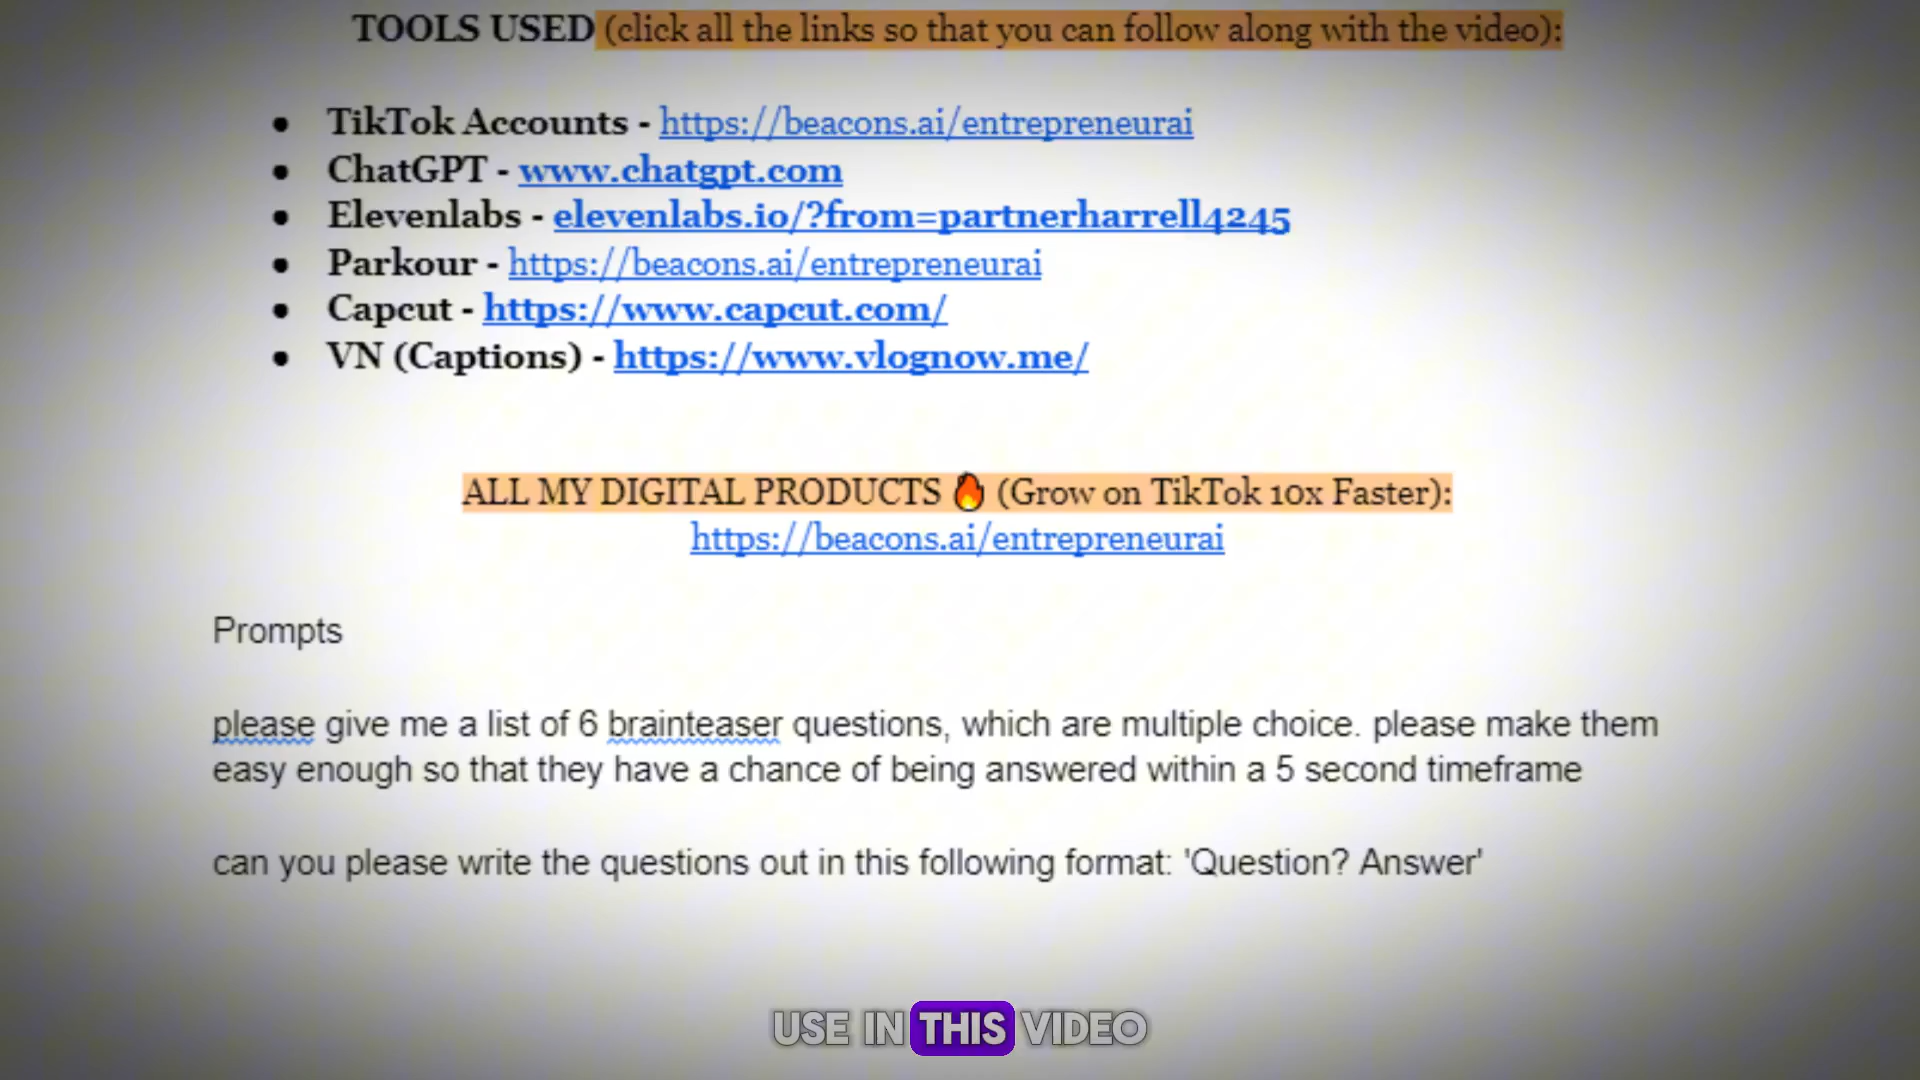 TOOLS USED (click all the links so that you can follow along with the video):
• TikTok Accounts - https://beacons.ai/entrepreneurai
• ChatGPT - www.chatgpt.com
• Elevenlabs - elevenlabs.io/?from=partnerharrell4245
• Parkour - https://beacons.ai/entrepreneurai
• Capcut - https://www.capcut.com/
• VN (Captions) - https://www.vlognow.me/
ALL MY DIGITAL PRODUCTS 🔥 (Grow on TikTok 10x Faster):
https://beacons.ai/entrepreneurai
Prompts
please give me a list of 6 brainteaser questions, which are multiple choice. please make them
easy enough so that they have a chance of being answered within a 5 second timeframe
can you please write the questions out in this following format: 'Question? Answer'
USE IN THIS VIDEO